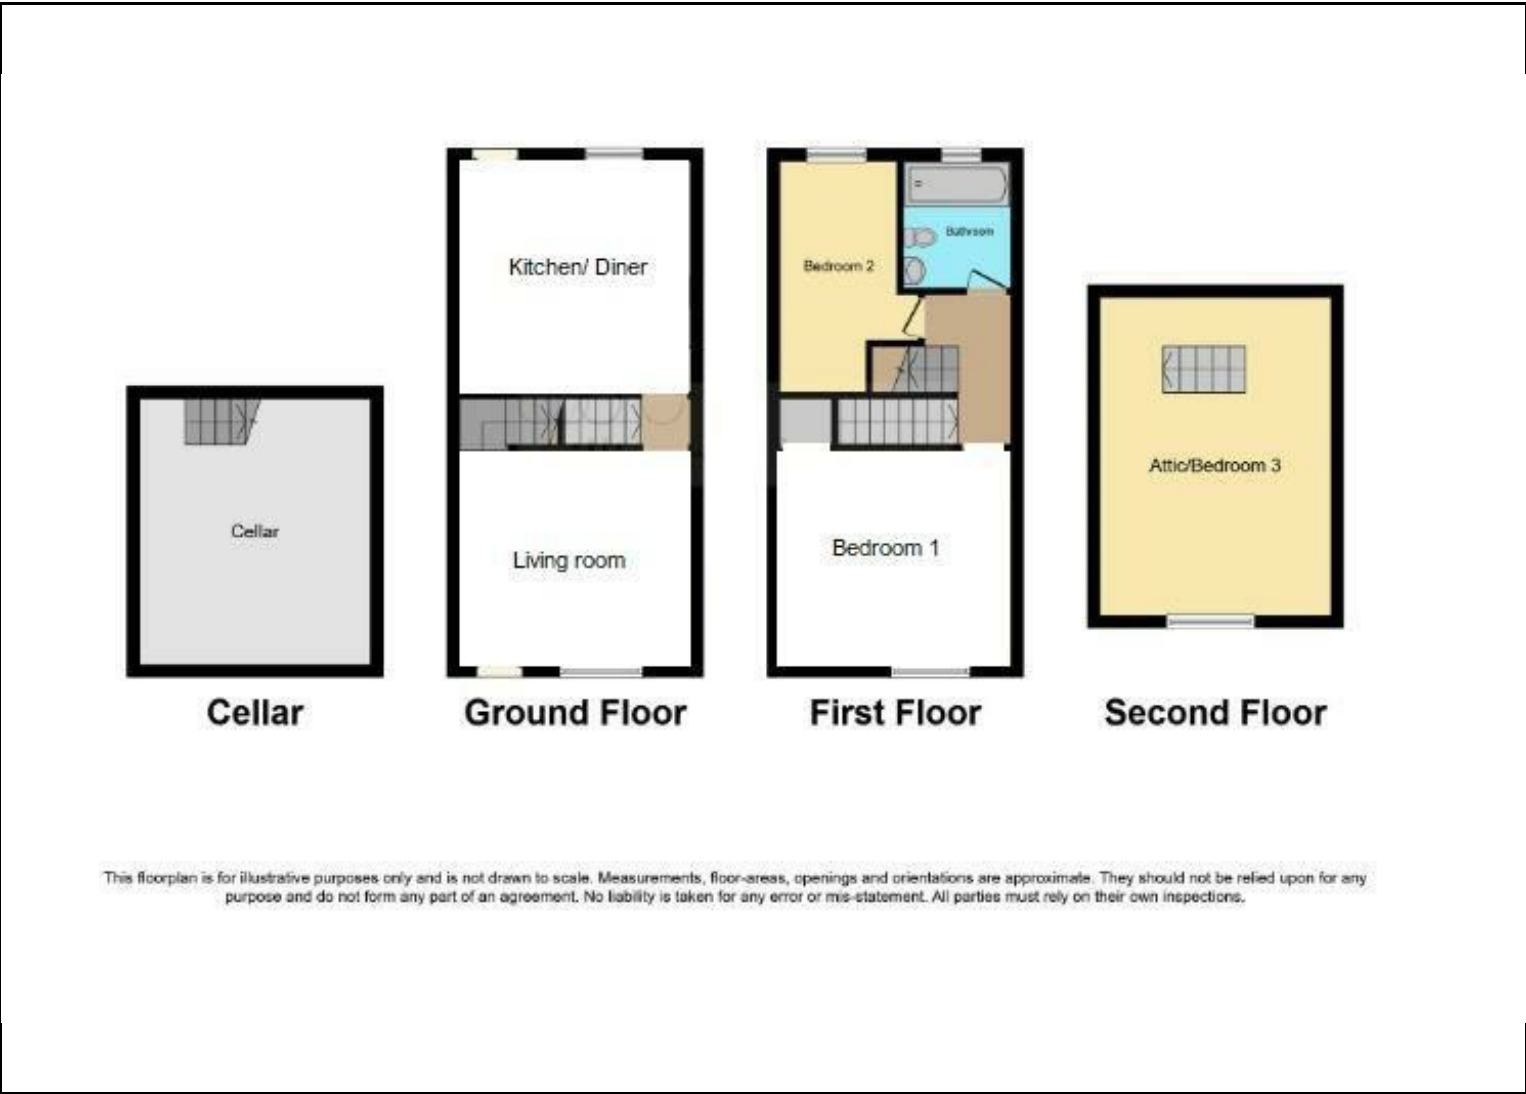 Kitchen/ Diner
Bedroom 2
Bathroom
Attic/Bedroom 3
Cellar
Living room
Bedroom 1
Cellar
Ground Floor
First Floor
Second Floor
This floorplan is for illustrative purposes only and is not drawn to scale. Measurements, floor-areas, openings and orientations are approximate. They should not be relied upon for any
purpose and do not form any part of an agreement. No liability is taken for any error or mis-statement. All parties must rely on their own inspections.